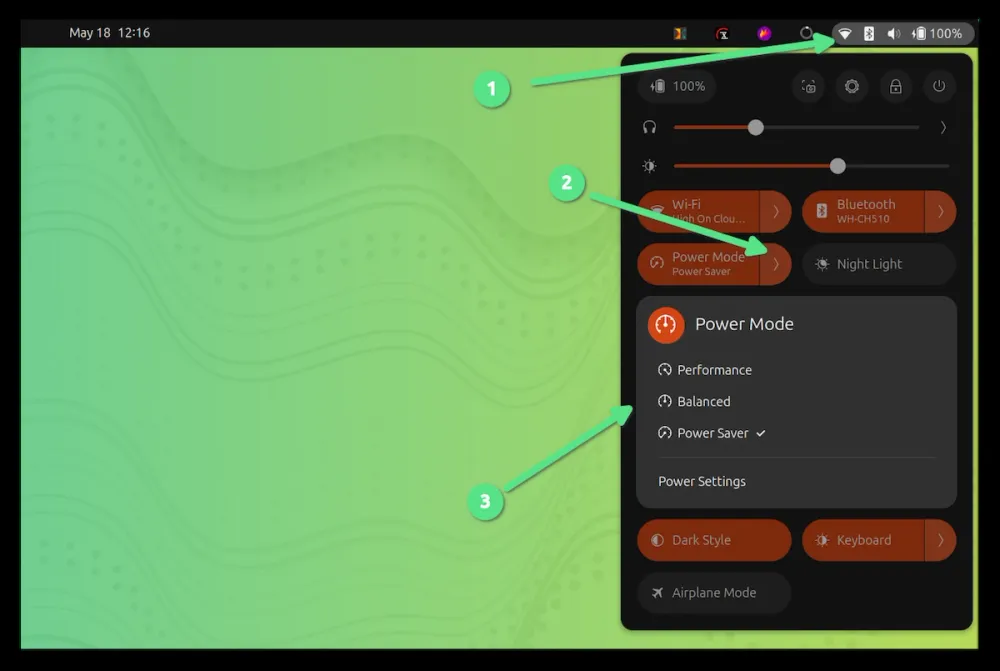 May 18 12:16
100%
1
100%
2
Wi-Fi
High On Clou...
Bluetooth
WH-CH510
Power Mode
Power Saver
Night Light
Power Mode
Performance
Balanced
Power Saver
3
Power Settings
Dark Style
Keyboard
Airplane Mode